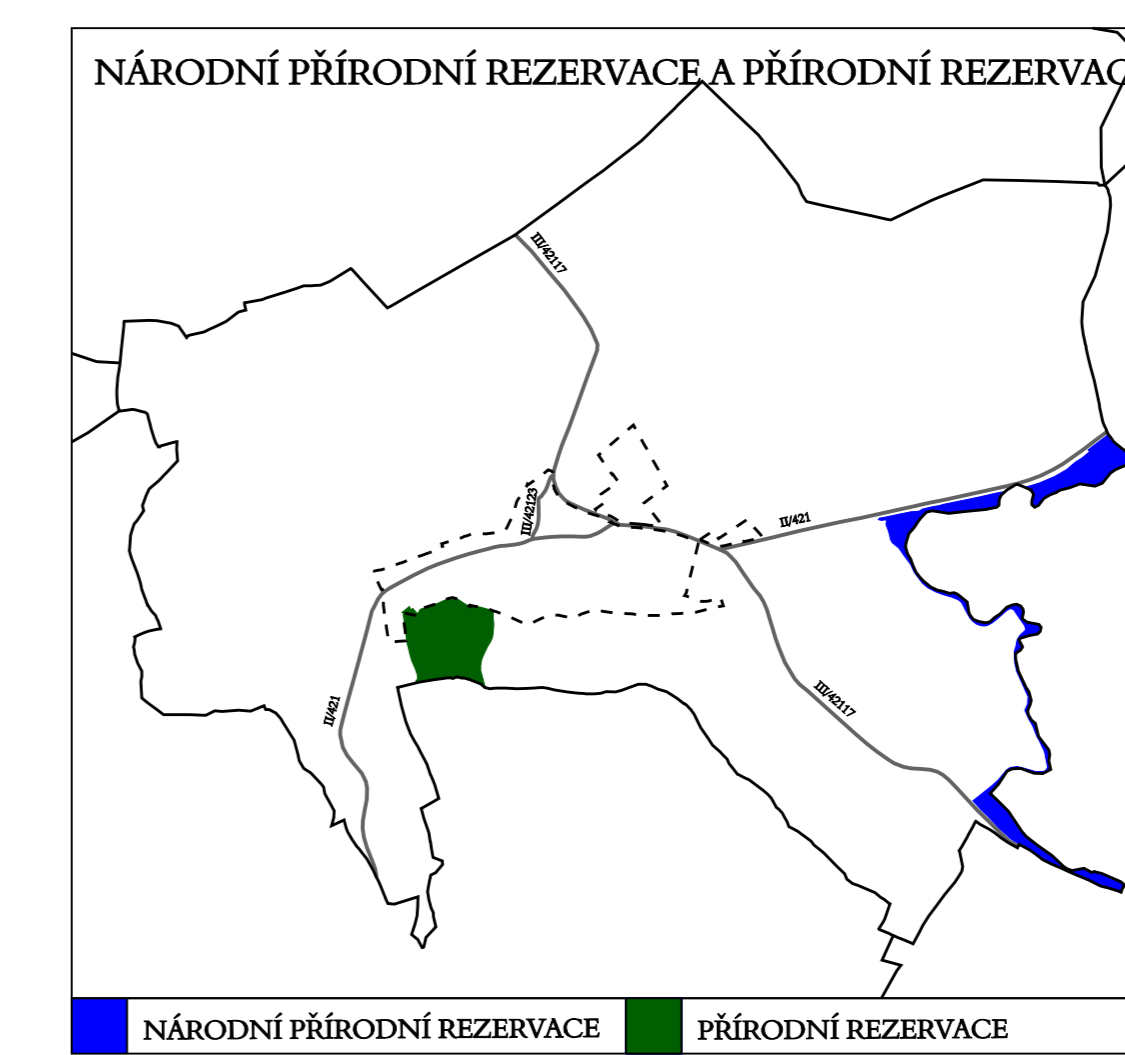 NÁRODNÍ PŘÍRODNÍ REZERVACE A PŘÍRODNÍ REZERVAC
III/42117
III/42123
II/421
II/421
III/42117
NÁRODNÍ PŘÍRODNÍ REZERVACE
PŘÍRODNÍ REZERVACE